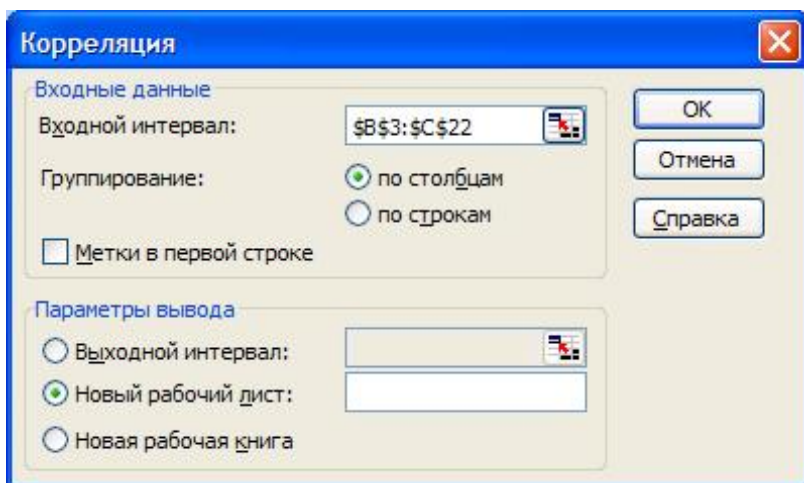 Корреляция
Входные данные
Входной интервал: $B$3:$C$22
Группирование: по столбцам
по строкам
Метки в первой строке
OK
Отмена
Справка
Параметры вывода
Выходной интервал:
Новый рабочий лист:
Новая рабочая книга